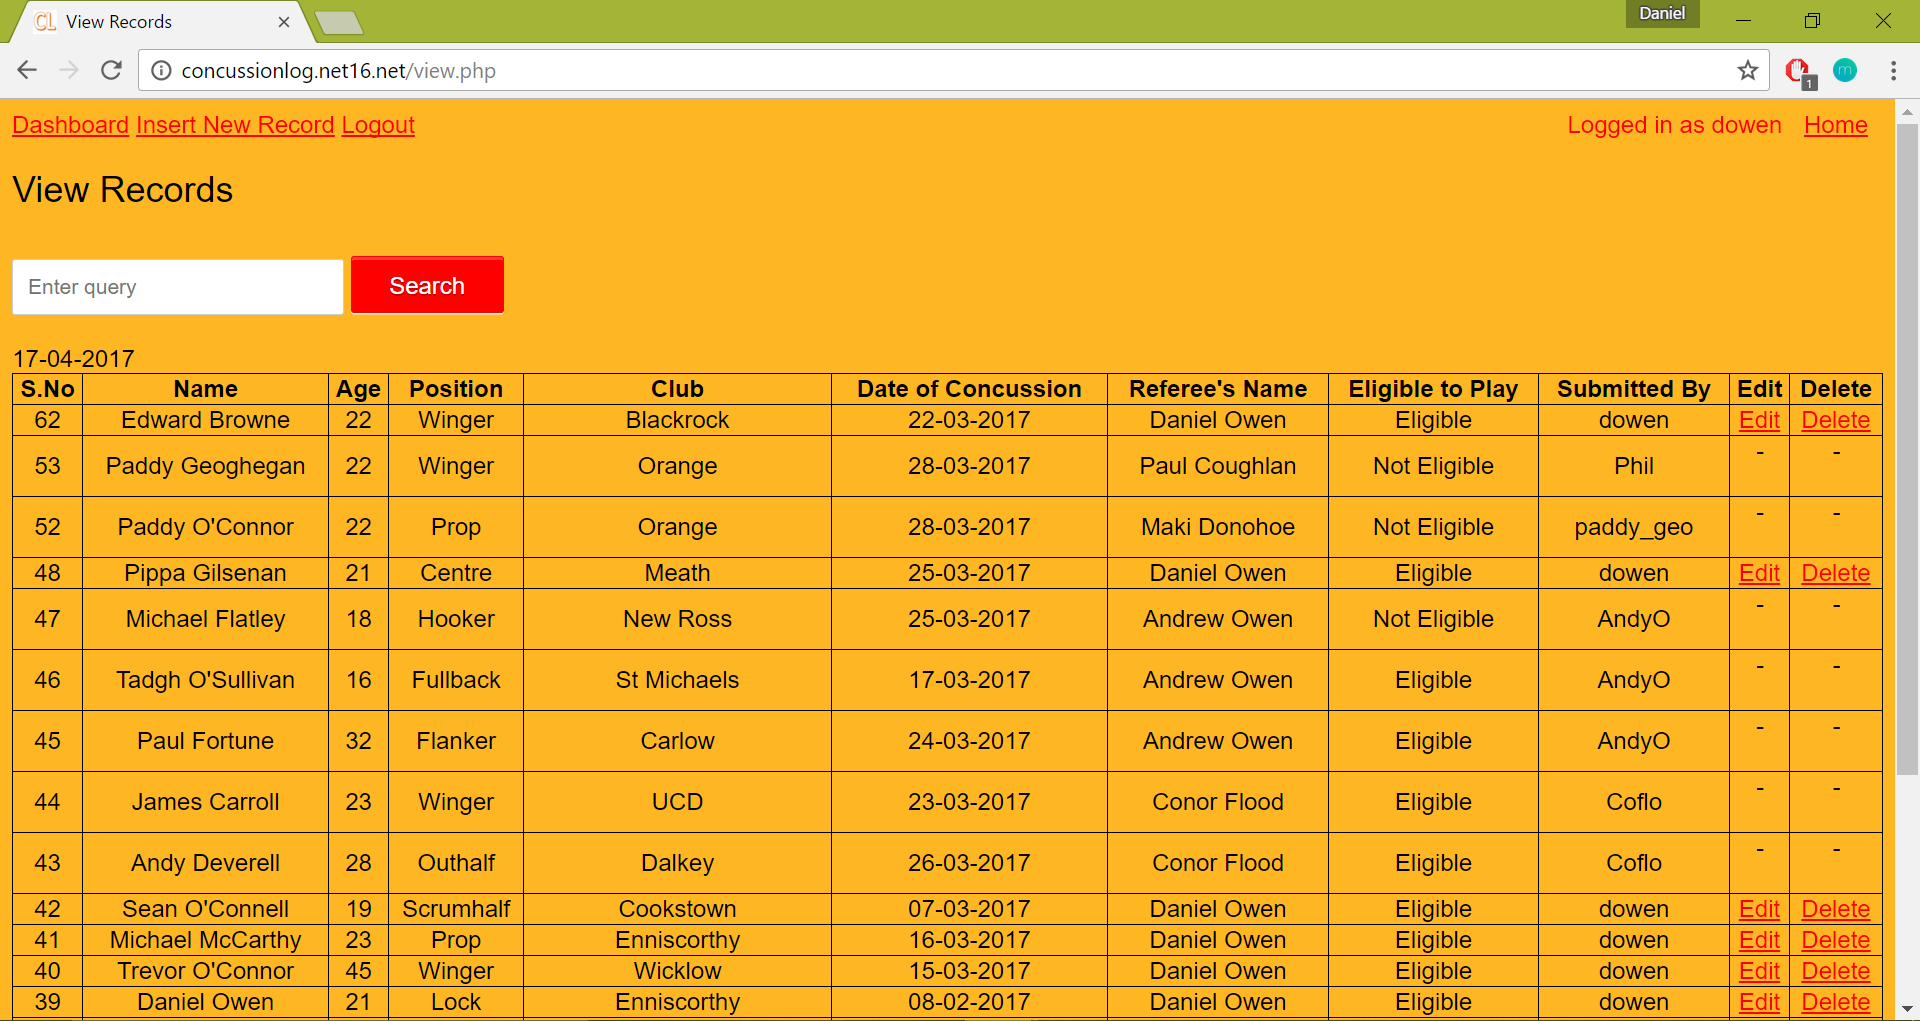 CL View Records
Daniel
concussionlog.net16.net/view.php
1
m
Dashboard Insert New Record Logout
Logged in as dowen Home
View Records
Enter query Search
17-04-2017
S.No Name Age Position Club Date of Concussion Referee's Name Eligible to Play Submitted By Edit Delete
62 Edward Browne 22 Winger Blackrock 22-03-2017 Daniel Owen Eligible dowen Edit Delete
53 Paddy Geoghegan 22 Winger Orange 28-03-2017 Paul Coughlan Not Eligible Phil - -
52 Paddy O'Connor 22 Prop Orange 28-03-2017 Maki Donohoe Not Eligible paddy_geo - -
48 Pippa Gilsenan 21 Centre Meath 25-03-2017 Daniel Owen Eligible dowen Edit Delete
47 Michael Flatley 18 Hooker New Ross 25-03-2017 Andrew Owen Not Eligible AndyO - -
46 Tadgh O'Sullivan 16 Fullback St Michaels 17-03-2017 Andrew Owen Eligible AndyO - -
45 Paul Fortune 32 Flanker Carlow 24-03-2017 Andrew Owen Eligible AndyO - -
44 James Carroll 23 Winger UCD 23-03-2017 Conor Flood Eligible Coflo - -
43 Andy Deverell 28 Outhalf Dalkey 26-03-2017 Conor Flood Eligible Coflo - -
42 Sean O'Connell 19 Scrumhalf Cookstown 07-03-2017 Daniel Owen Eligible dowen Edit Delete
41 Michael McCarthy 23 Prop Enniscorthy 16-03-2017 Daniel Owen Eligible dowen Edit Delete
40 Trevor O'Connor 45 Winger Wicklow 15-03-2017 Daniel Owen Eligible dowen Edit Delete
39 Daniel Owen 21 Lock Enniscorthy 08-02-2017 Daniel Owen Eligible dowen Edit Delete